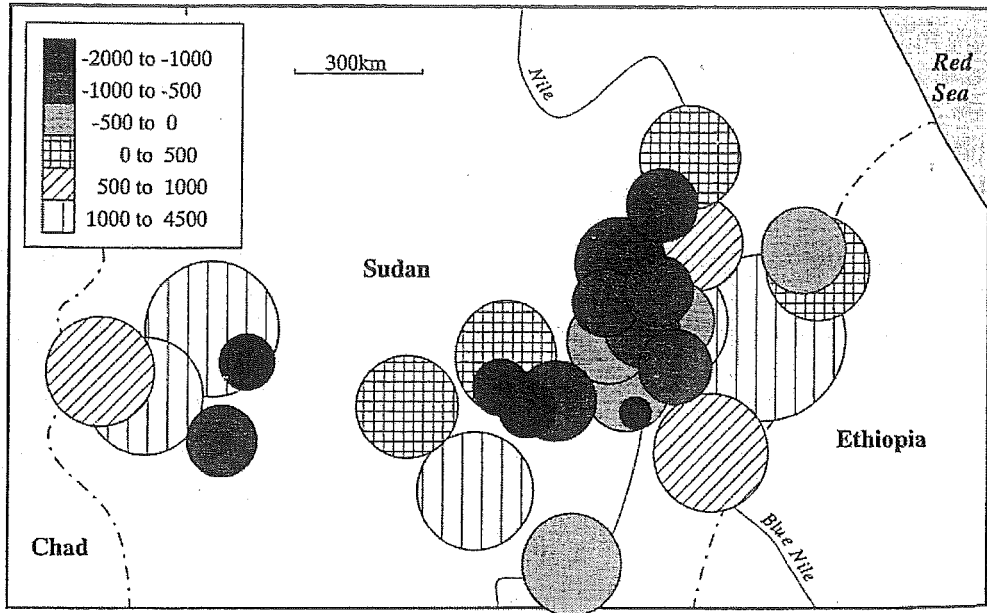 -2000 to -1000
-1000 to -500
-500 to 0
0 to 500
500 to 1000
1000 to 4500
300km
Nile
Red
Sea
Sudan
Ethiopia
Chad
Blue Nile